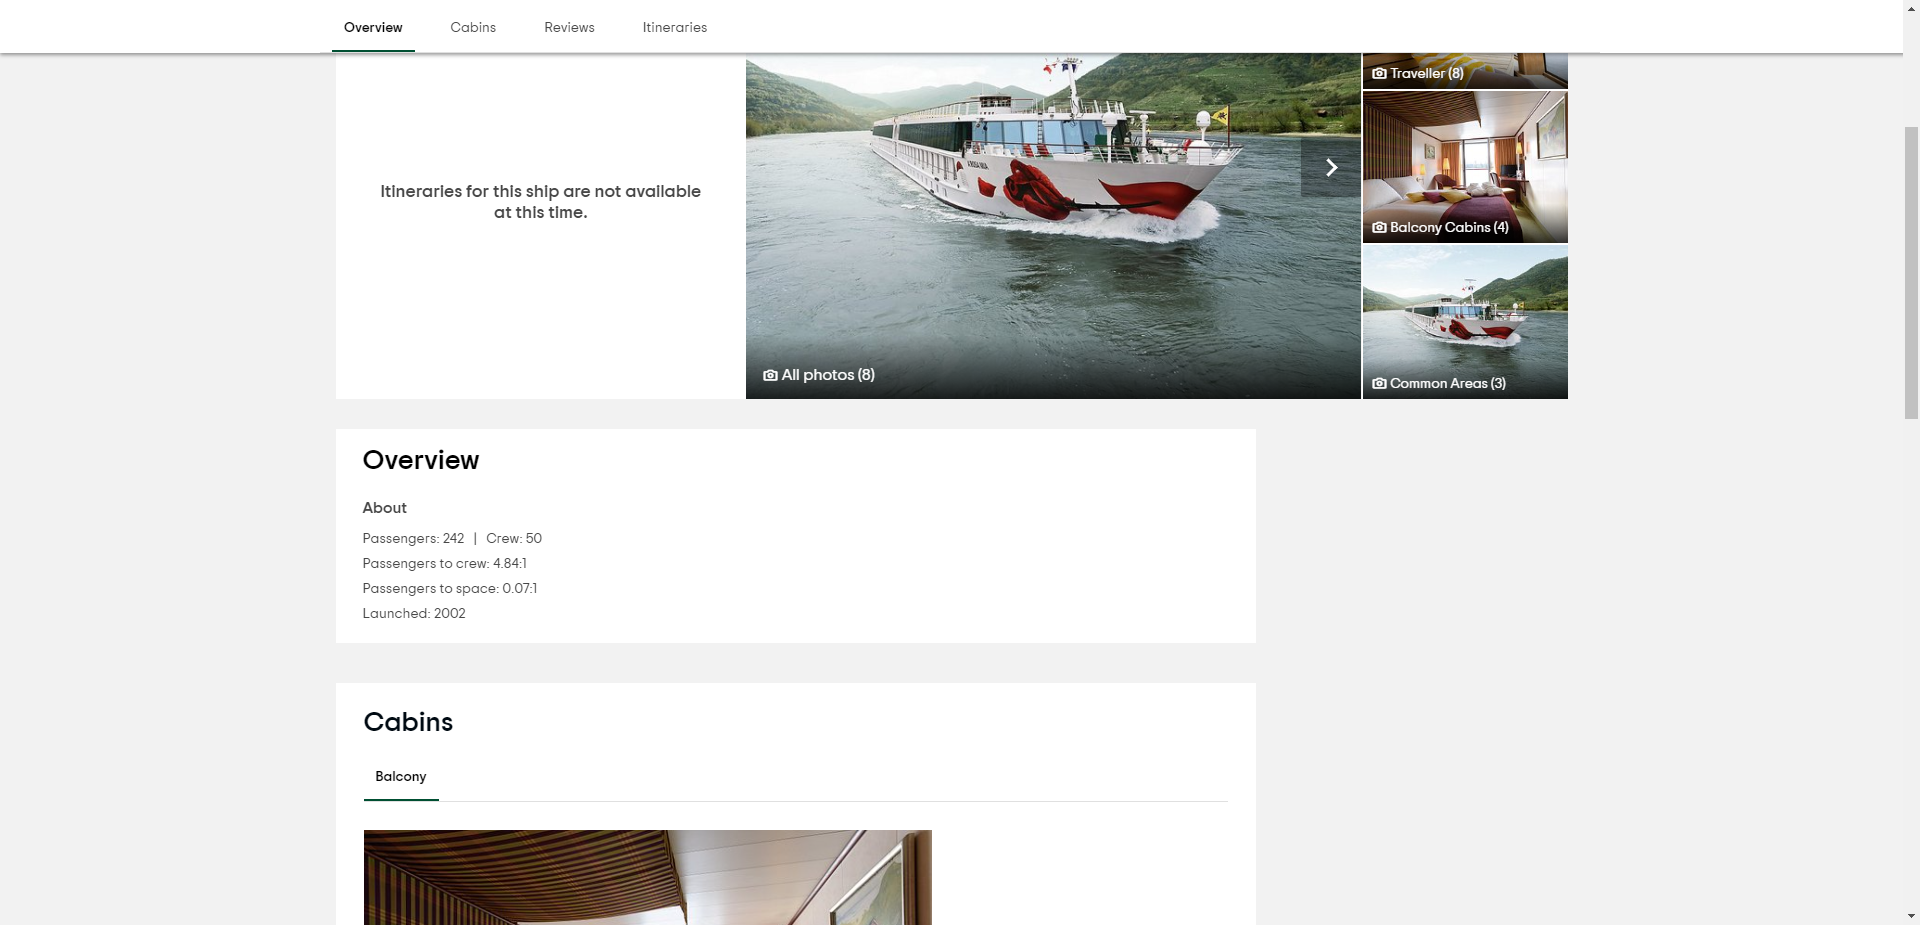 Overview
Cabins
Reviews
Itineraries
Itineraries for this ship are not available
at this time.
All photos (8)
Traveller (8)
Balcony Cabins (4)
Common Areas (3)
Overview
About
Passengers: 242 | Crew: 50
Passengers to crew: 4.84:1
Passengers to space: 0.07:1
Launched: 2002
Cabins
Balcony